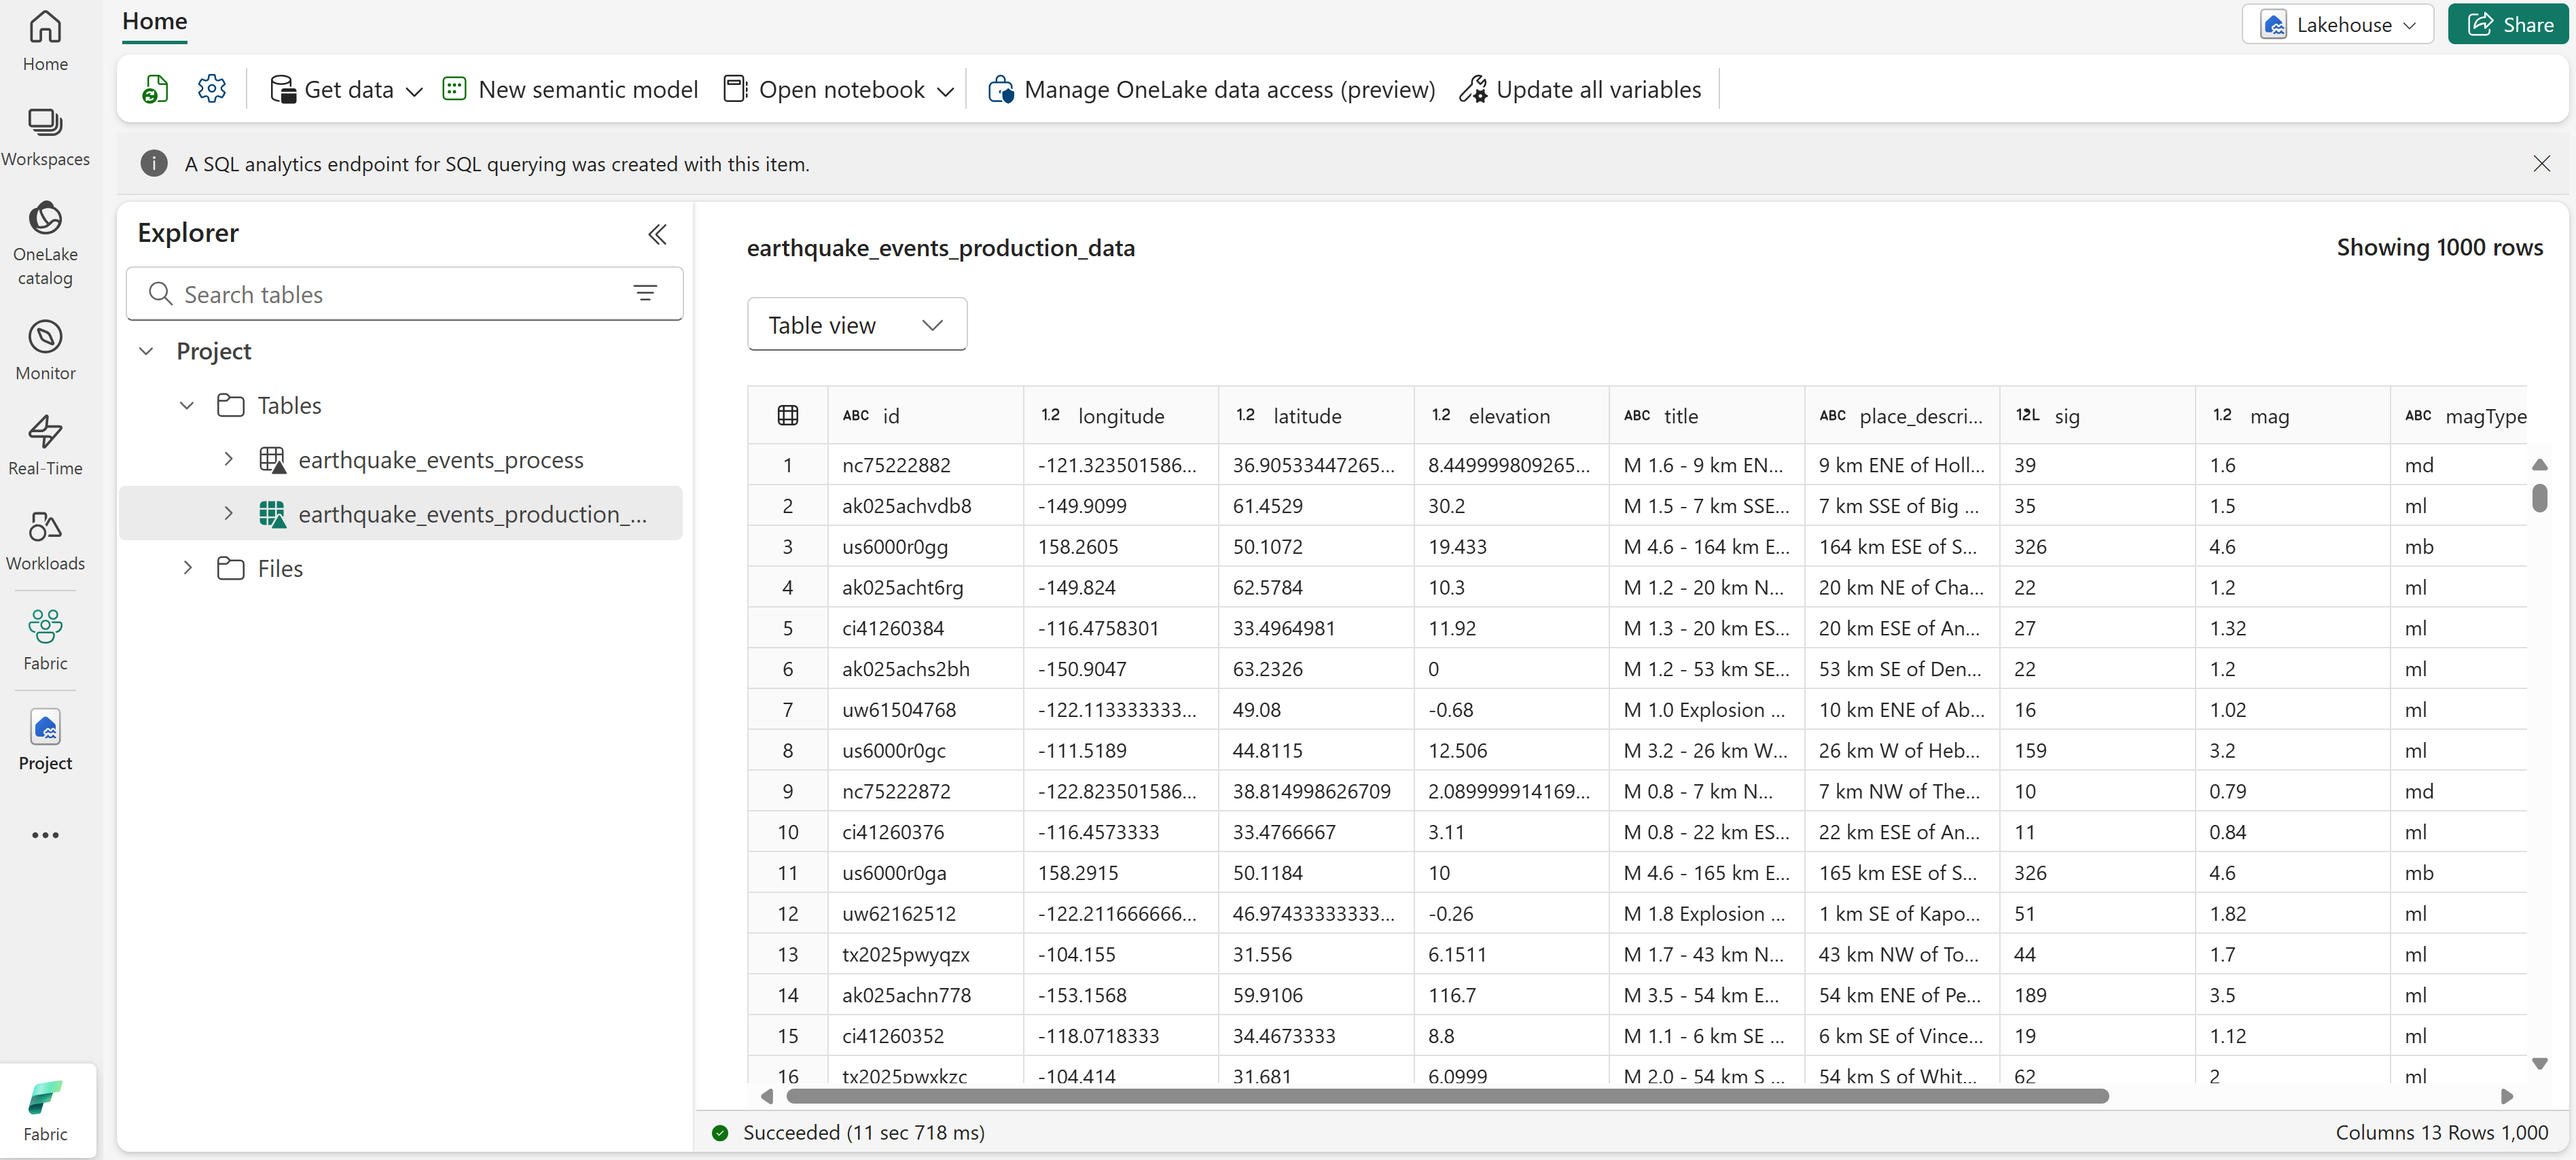 Home
Lakehouse
Share
Get data
New semantic model
Open notebook
Manage OneLake data access (preview)
Update all variables
A SQL analytics endpoint for SQL querying was created with this item.
Home
Workspaces
OneLake
catalog
Monitor
Real-Time
Workloads
Fabric
Project
Fabric
Explorer
Search tables
Project
Tables
earthquake_events_process
earthquake_events_production_...
Files
earthquake_events_production_data
Showing 1000 rows
Table view
ABC id 1.2 longitude 1.2 latitude 1.2 elevation ABC title ABC place_descri... 12L sig 1.2 mag ABC magType
1 nc75222882 -121.323501586... 36.90533447265... 8.449999809265... M 1.6 - 9 km EN... 9 km ENE of Holl... 39 1.6 md
2 ak025achvdb8 -149.9099 61.4529 30.2 M 1.5 - 7 km SSE... 7 km SSE of Big ... 35 1.5 ml
3 us6000r0gg 158.2605 50.1072 19.433 M 4.6 - 164 km E... 164 km ESE of S... 326 4.6 mb
4 ak025acht6rg -149.824 62.5784 10.3 M 1.2 - 20 km N... 20 km NE of Cha... 22 1.2 ml
5 ci41260384 -116.4758301 33.4964981 11.92 M 1.3 - 20 km ES... 20 km ESE of An... 27 1.32 ml
6 ak025achs2bh -150.9047 63.2326 0 M 1.2 - 53 km SE... 53 km SE of Den... 22 1.2 ml
7 uw61504768 -122.113333333... 49.08 -0.68 M 1.0 Explosion ... 10 km ENE of Ab... 16 1.02 ml
8 us6000r0gc -111.5189 44.8115 12.506 M 3.2 - 26 km W... 26 km W of Heb... 159 3.2 ml
9 nc75222872 -122.823501586... 38.814998626709 2.089999914169... M 0.8 - 7 km N... 7 km NW of The... 10 0.79 md
10 ci41260376 -116.4573333 33.4766667 3.11 M 0.8 - 22 km ES... 22 km ESE of An... 11 0.84 ml
11 us6000r0ga 158.2915 50.1184 10 M 4.6 - 165 km E... 165 km ESE of S... 326 4.6 mb
12 uw62162512 -122.211666666... 46.97433333333... -0.26 M 1.8 Explosion ... 1 km SE of Kapo... 51 1.82 ml
13 tx2025pwyqzx -104.155 31.556 6.1511 M 1.7 - 43 km N... 43 km NW of To... 44 1.7 ml
14 ak025achn778 -153.1568 59.9106 116.7 M 3.5 - 54 km E... 54 km ENE of Pe... 189 3.5 ml
15 ci41260352 -118.0718333 34.4673333 8.8 M 1.1 - 6 km SE ... 6 km SE of Vince... 19 1.12 ml
16 tx2025pwxkzc -104.414 31.681 6.0999 M 2.0 - 54 km S ... 54 km S of Whit... 62 2 ml
Succeeded (11 sec 718 ms)
Columns 13 Rows 1,000